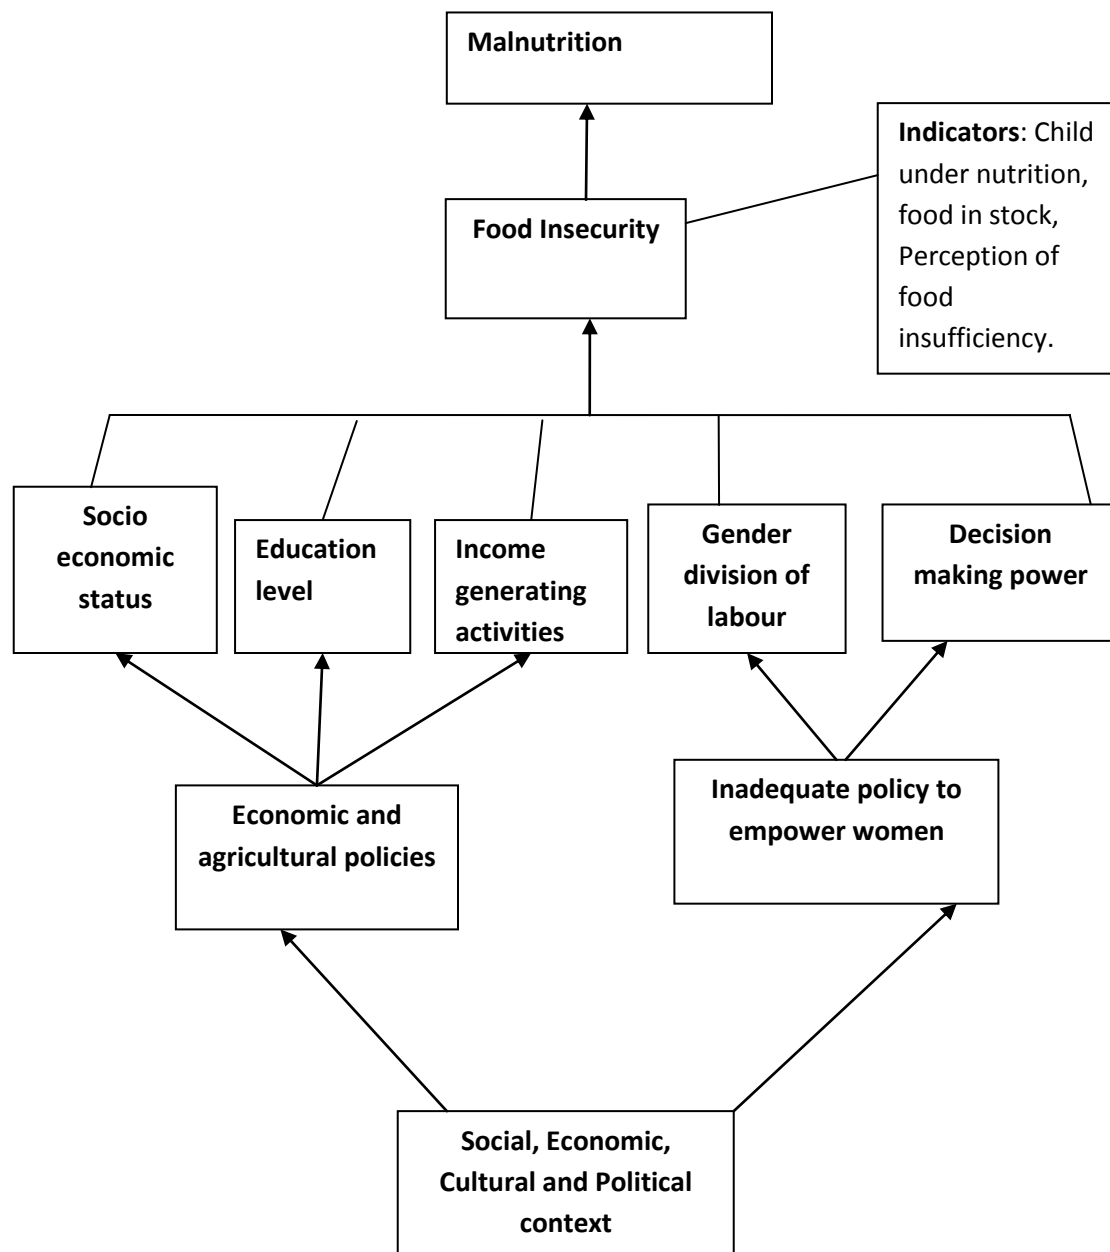 Malnutrition
Indicators: Child
under nutrition,
food in stock,
Perception of
food
insufficiency.
Food Insecurity
Socio
economic
status
Education
level
Income
generating
activities
Gender
division of
labour
Decision
making power
Economic and
agricultural policies
Inadequate policy to
empower women
Social, Economic,
Cultural and Political
context